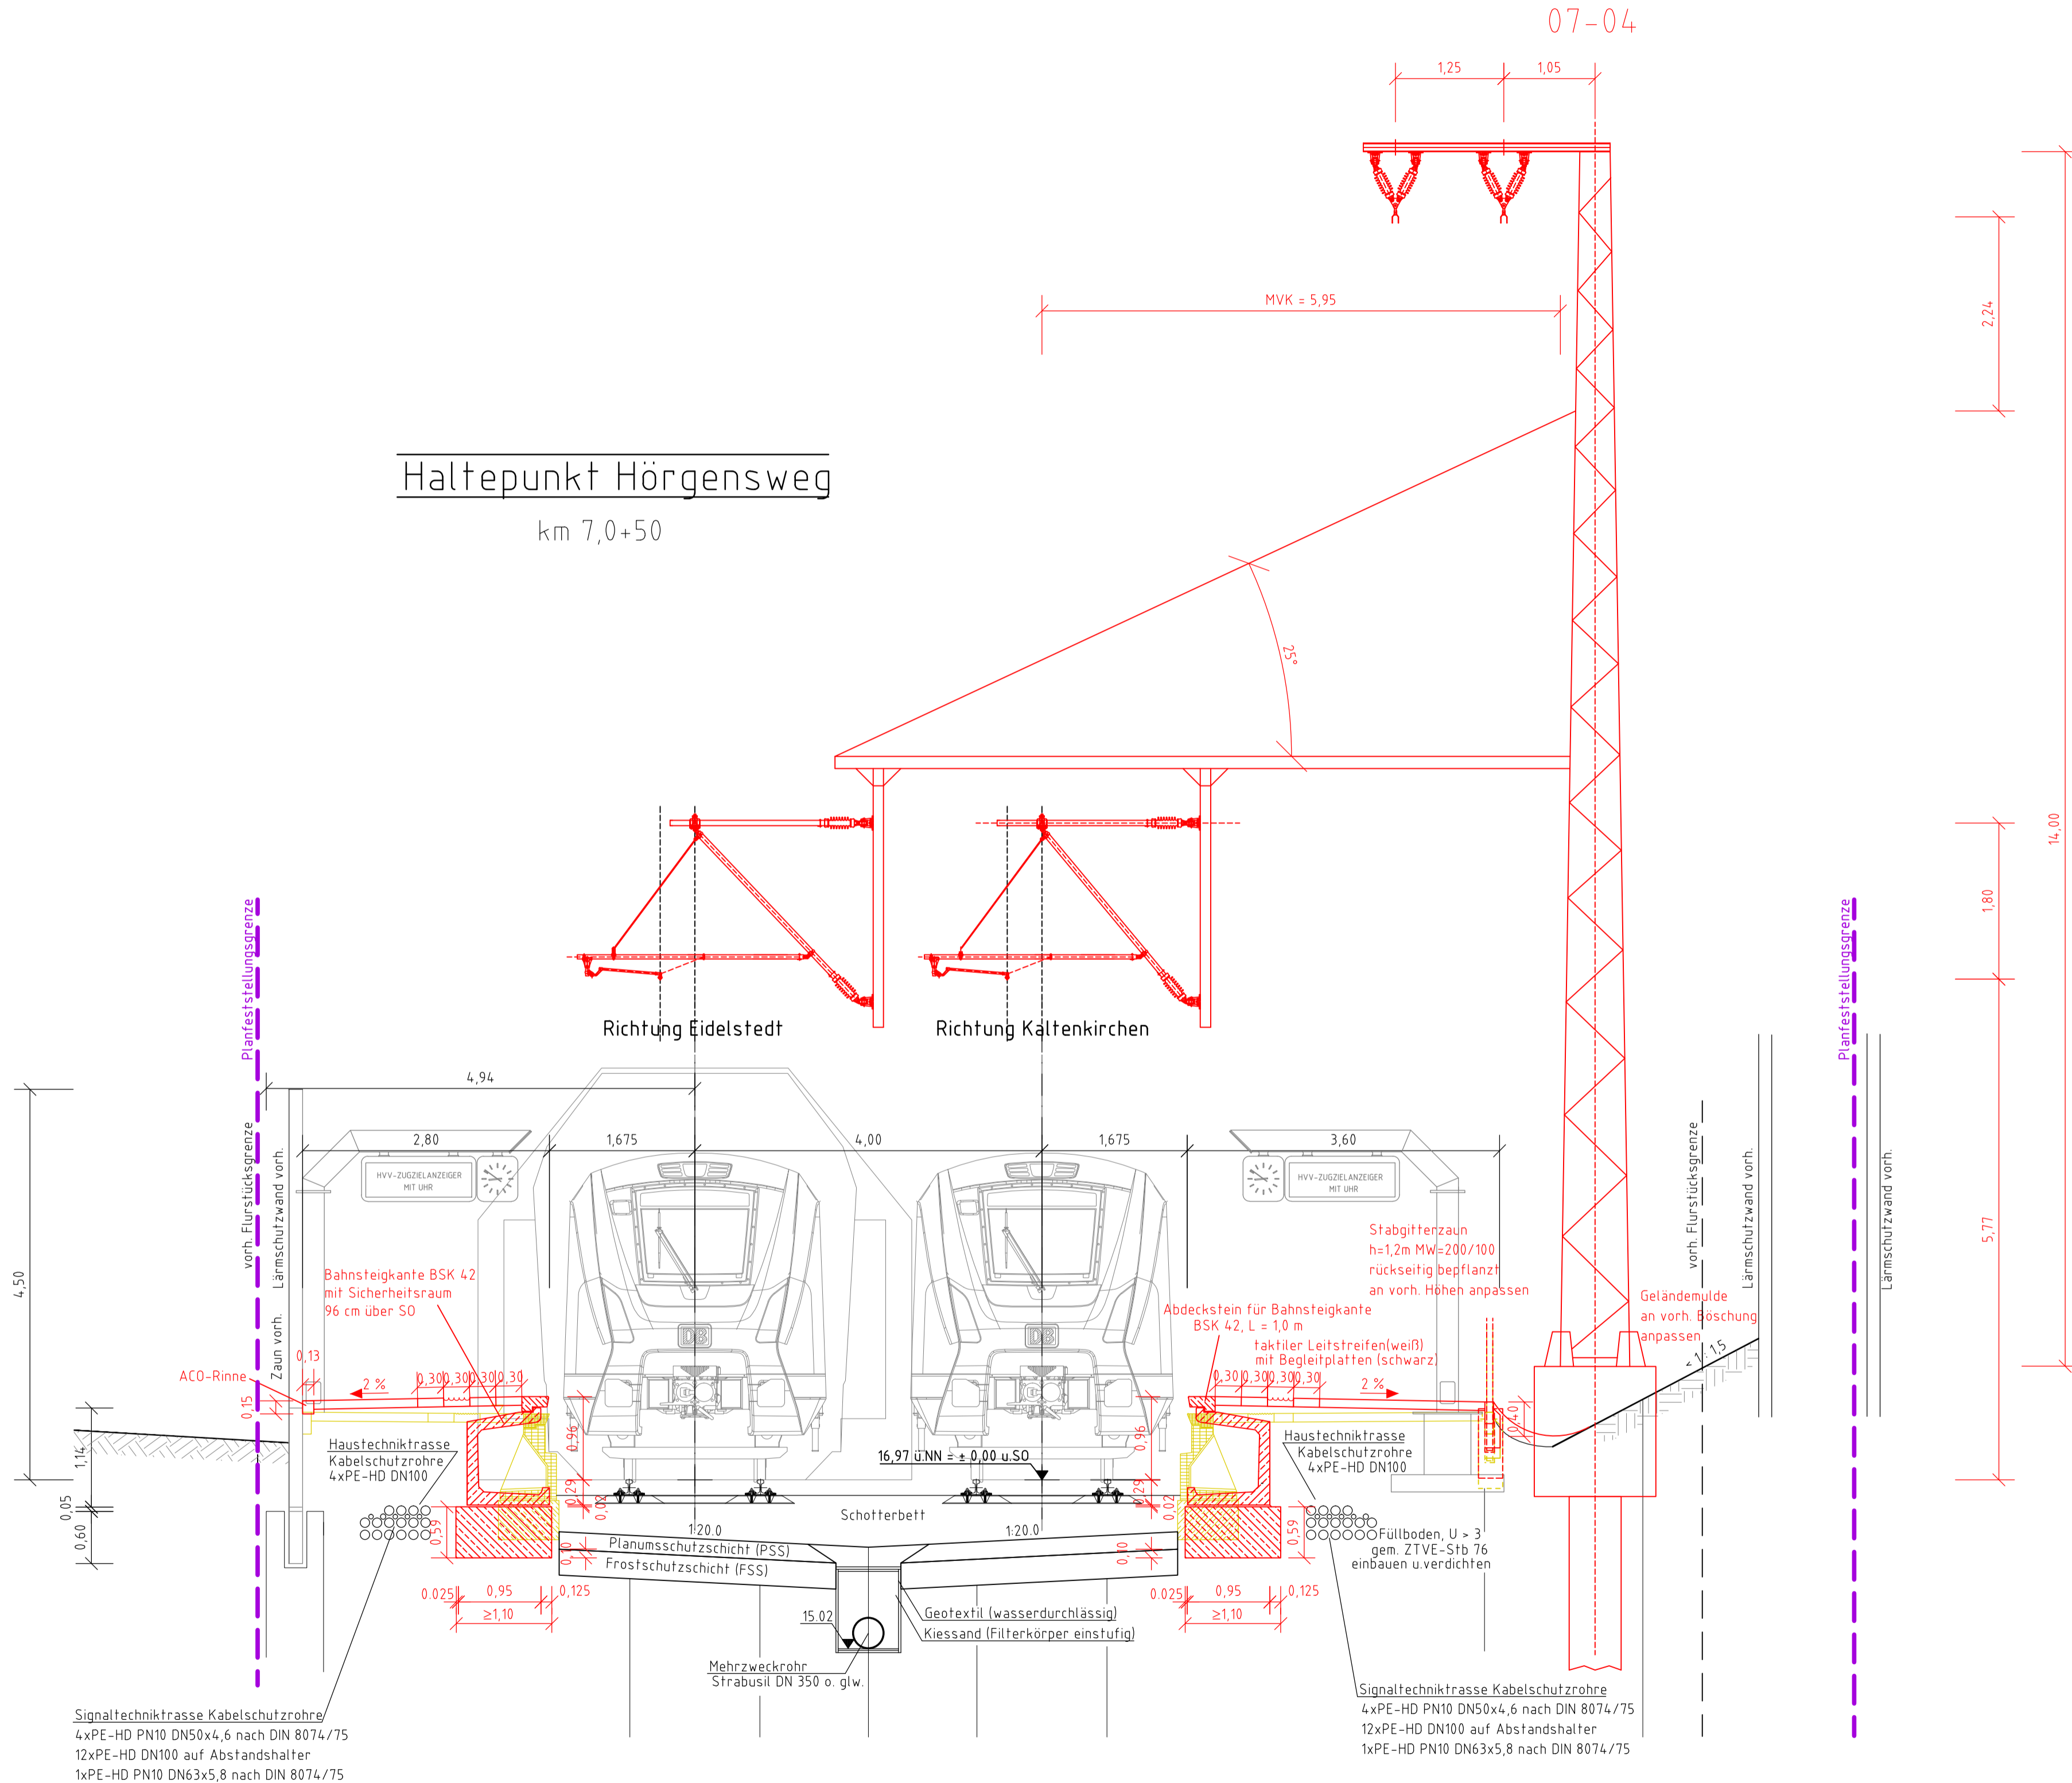 07-04
1,25
1,05
MVK = 5,95
2,24
Haltepunkt Hörgensweg
km 7,0+50
25°
14,00
1,80
5,77
Planfeststellungsgrenze
Planfeststellungsgrenze
Richtung Eidelstedt
Richtung Kaltenkirchen
4,94
4,50
2,80
1,675
4,00
1,675
3,60
vorh. Flurstücksgrenze
Lärmschutzwand vorh.
Zaun vorh.
HVV-ZUGZIELANZEIGER
MIT UHR
HVV-ZUGZIELANZEIGER
MIT UHR
vorh. Flurstücksgrenze
Lärmschutzwand vorh.
Lärmschutzwand vorh.
Stabgitterzaun
h=1,2m MW=200/100
rückseitig bepflanzt
an vorh. Höhen anpassen
Bahnsteigkante BSK 42
mit Sicherheitsraum
96 cm über SO
Abdeckstein für Bahnsteigkante
BSK 42, L = 1,0 m
taktiler Leitstreifen(weiß)
mit Begleitplatten (schwarz)
Geländemulde
an vorh. Böschung
anpassen
< 1 : 1,5
DB
DB
ACO-Rinne
0,13
0,15
2 %
0,30
0,30
0,30
0,30
0,30
0,30
0,30
0,30
2 %
0,40
1,14
0,05
0,60
Haustechniktrasse
Kabelschutzrohre
4xPE-HD DN100
0,96
0,29
0,02
0,59
0,10
16,97 ü.NN = ± 0,00 u.SO
Schotterbett
1:20.0
1:20.0
Planumsschutzschicht (PSS)
Frostschutzschicht (FSS)
0,96
0,29
0,02
0,59
0,10
Haustechniktrasse
Kabelschutzrohre
4xPE-HD DN100
Füllboden, U > 3
gem. ZTVE-Stb 76
einbauen u.verdichten
0.025
0,95
0,125
≥1,10
0.025
0,95
0,125
≥1,10
15.02
Geotextil (wasserdurchlässig)
Kiessand (Filterkörper einstufig)
Mehrzweckrohr
Strabusil DN 350 o. glw.
Signaltechniktrasse Kabelschutzrohre
4xPE-HD PN10 DN50x4,6 nach DIN 8074/75
12xPE-HD DN100 auf Abstandshalter
1xPE-HD PN10 DN63x5,8 nach DIN 8074/75
Signaltechniktrasse Kabelschutzrohre
4xPE-HD PN10 DN50x4,6 nach DIN 8074/75
12xPE-HD DN100 auf Abstandshalter
1xPE-HD PN10 DN63x5,8 nach DIN 8074/75